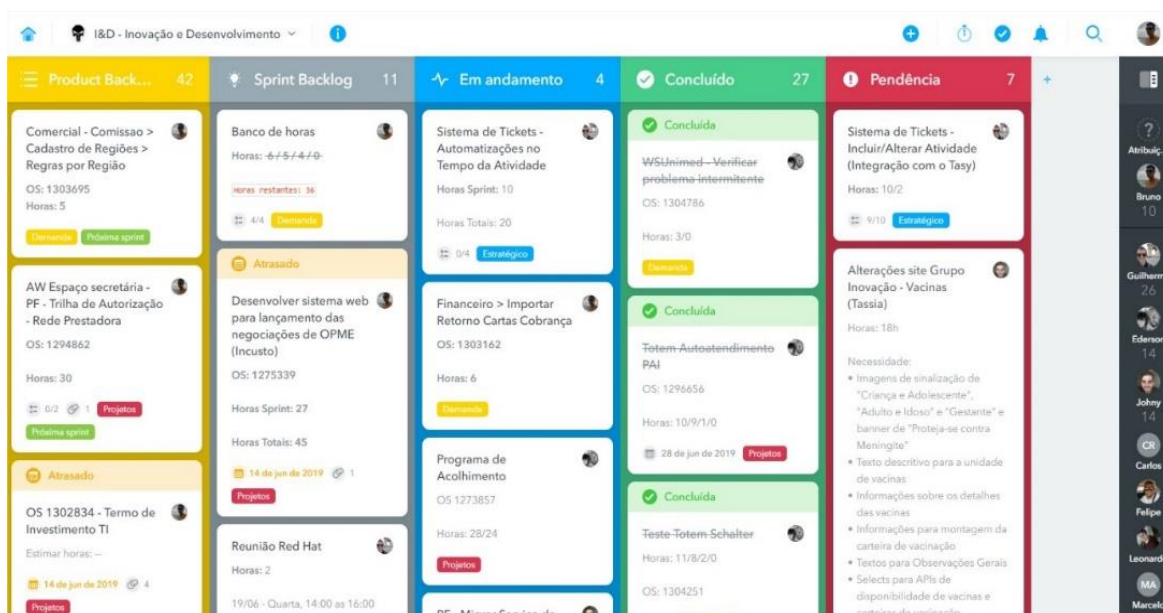 I&D - Inovação e Desenvolvimento
Product Back... 42
Comercial - Comissao >
Cadastro de Regiões >
Regras por Região
OS: 1303695
Horas: 5
Demanda Próxima sprint
AW Espaço secretária -
PF - Trilha de Autorização
- Rede Prestadora
OS: 1294862
Horas: 30
0/2 1 Projetos
Próxima sprint
Atrasado
OS 1302834 - Termo de
Investimento TI
Estimar horas: --
14 de jun de 2019 4
Projetos
Sprint Backlog 11
Banco de horas
Horas: 6/5/4/0
Horas restantes: 36
4/4 Demanda
Atrasado
Desenvolver sistema web
para lançamento das
negociações de OPME
(Incusto)
OS: 1275339
Horas Sprint: 27
Horas Totais: 45
14 de jun de 2019 1
Projetos
Reunião Red Hat
Horas: 2
19/06 - Quarta, 14:00 as 16:00
Em andamento 4
Sistema de Tickets -
Automatizações no
Tempo da Atividade
Horas Sprint: 10
Horas Totais: 20
0/4 Estratégico
Financeiro > Importar
Retorno Cartas Cobrança
OS: 1303162
Horas: 6
Demanda
Programa de
Acolhimento
OS 1273857
Horas: 28/24
Projetos
Concluído 27
Concluída
WSUnimed - Verificar
problema intermitente
OS: 1304786
Horas: 3/0
Demanda
Concluída
Totem Autoatendimento
PAI
OS: 1296656
Horas: 10/9/1/0
28 de jun de 2019 Projetos
Concluída
Teste Totem Schalter
Horas: 11/8/2/0
OS: 1304251
Pendência 7
Sistema de Tickets -
Incluir/Alterar Atividade
(Integração com o Tasy)
Horas: 10/2
9/10 Estratégico
Alterações site Grupo
Inovação - Vacinas
(Tassia)
Horas: 18h
Necessidade:
• Imagens de sinalização de
"Criança e Adolescente",
"Adulto e Idoso" e "Gestante" e
banner de "Proteja-se contra
Meningite"
• Texto descritivo para a unidade
de vacinas
• Informações sobre os detalhes
das vacinas
• Informações para montagem da
carteira de vacinação
• Textos para Observações Gerais
• Selects para APIs de
disponibilidade de vacinas e
+
Atribuiç.
Bruno
10
Guilherm
26
Ederson
14
Johny
14
CR
Carlos
Felipe
Leonard
MA
Marcel